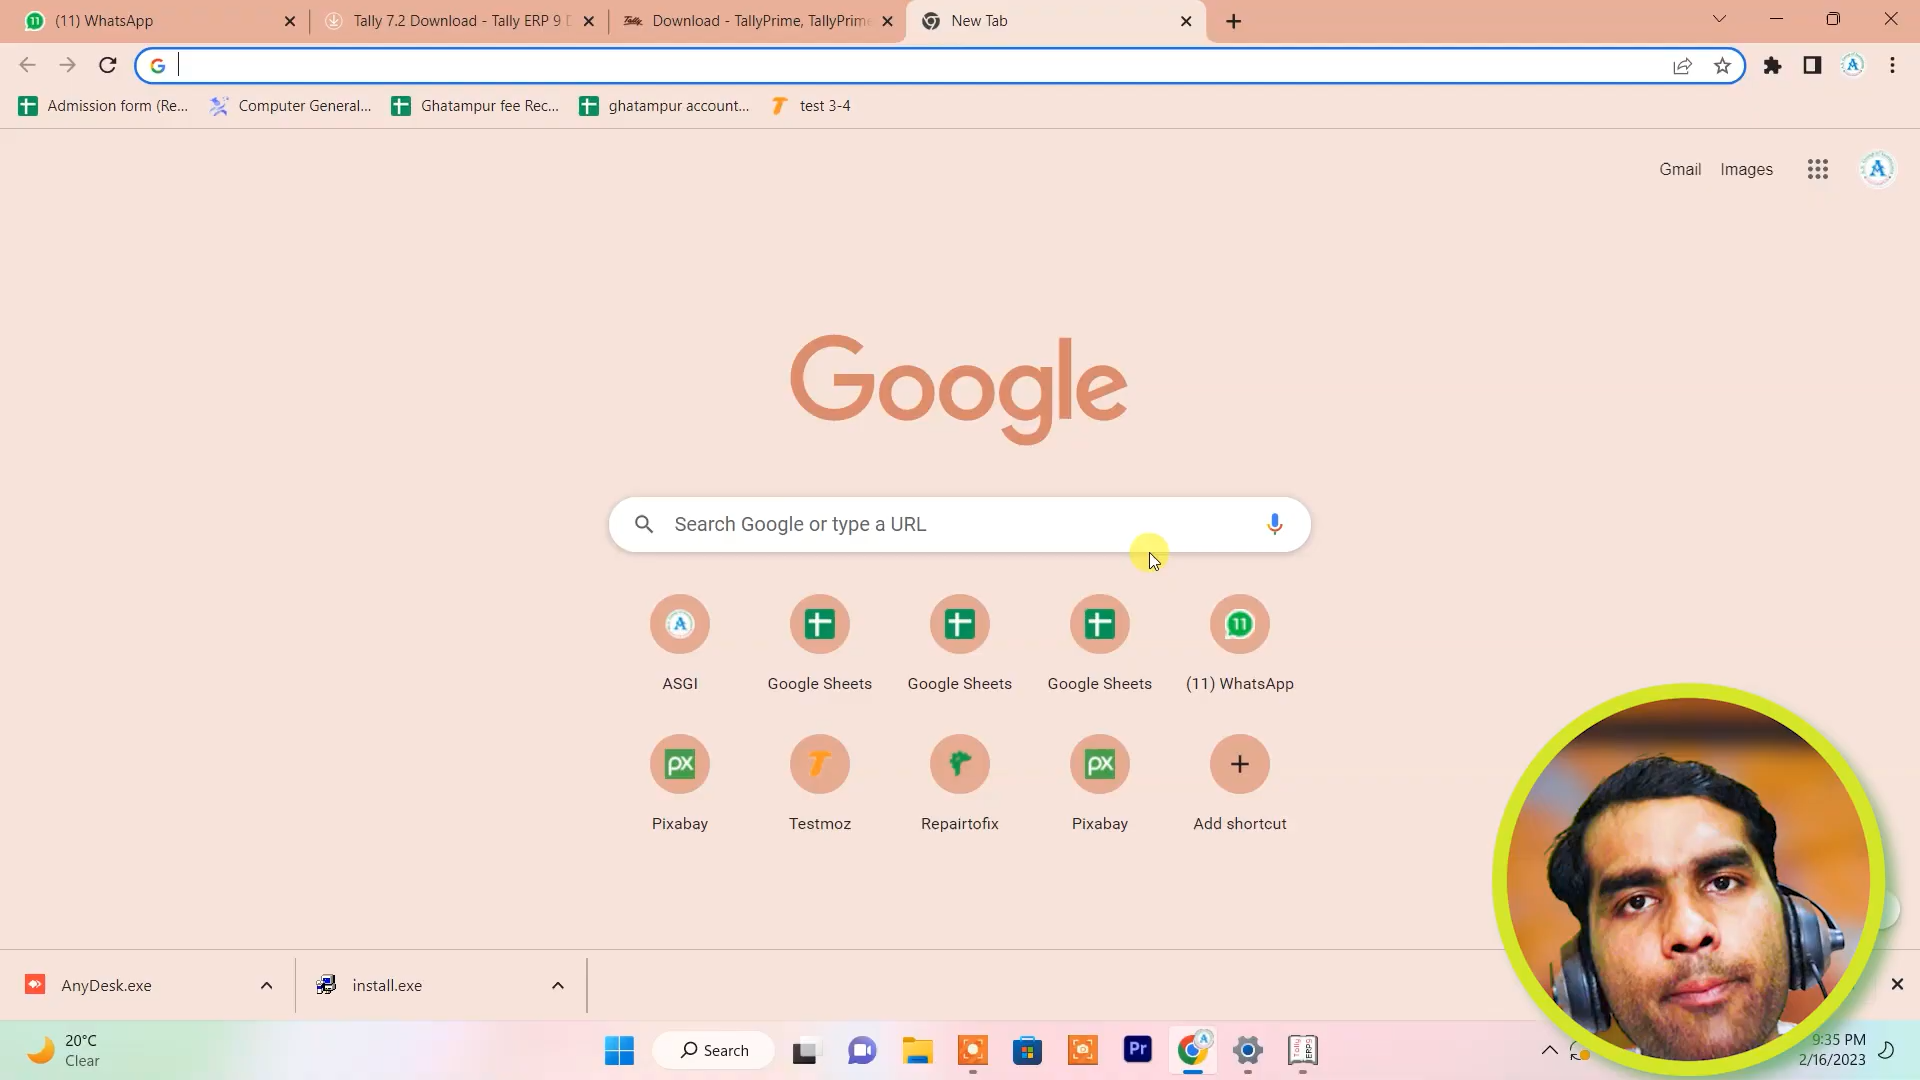 (11) WhatsApp
Tally 7.2 Download - Tally ERP 9 D
Download - TallyPrime, TallyPrime
New Tab
Admission form (Re...
Computer General...
Ghatampur fee Rec...
ghatampur account...
test 3-4
Gmail
Images
Google
Search Google or type a URL
ASGI
Google Sheets
Google Sheets
Google Sheets
(11) WhatsApp
Pixabay
Testmoz
Repairtofix
Pixabay
Add shortcut
AnyDesk.exe
install.exe
20°C
Clear
Search
9:35 PM
2/16/2023